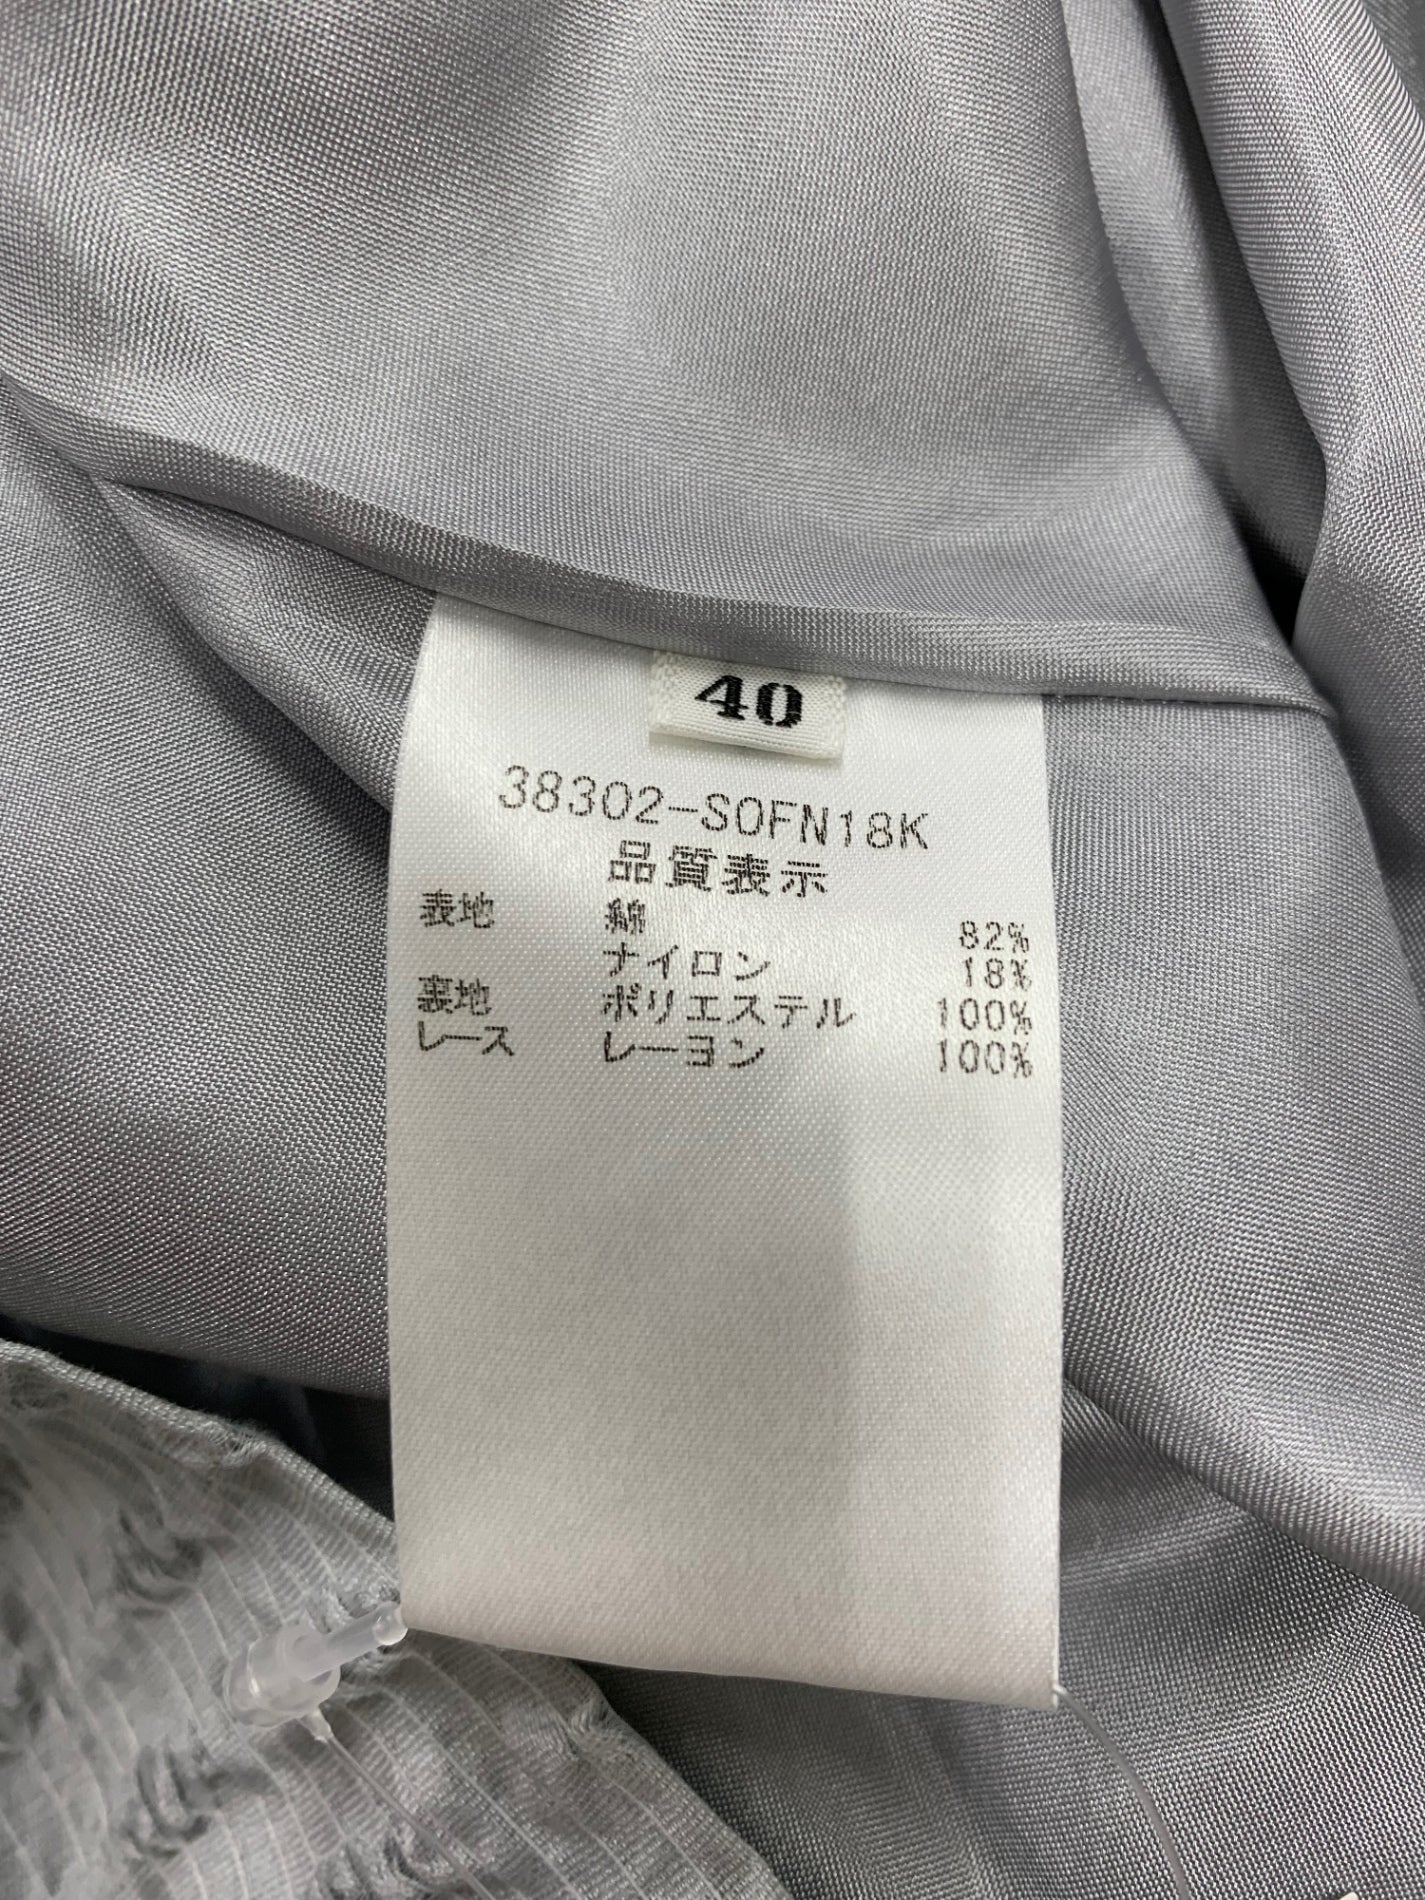 40
38302-S0FN18K
品質表示
表地 綿 82%
ナイロン 18%
裏地 ポリエステル 100%
レース レーヨン 100%